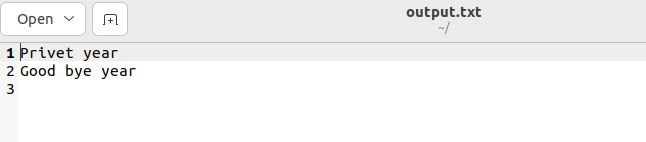 Open
output.txt
~/
1 Privet year
2 Good bye year
3